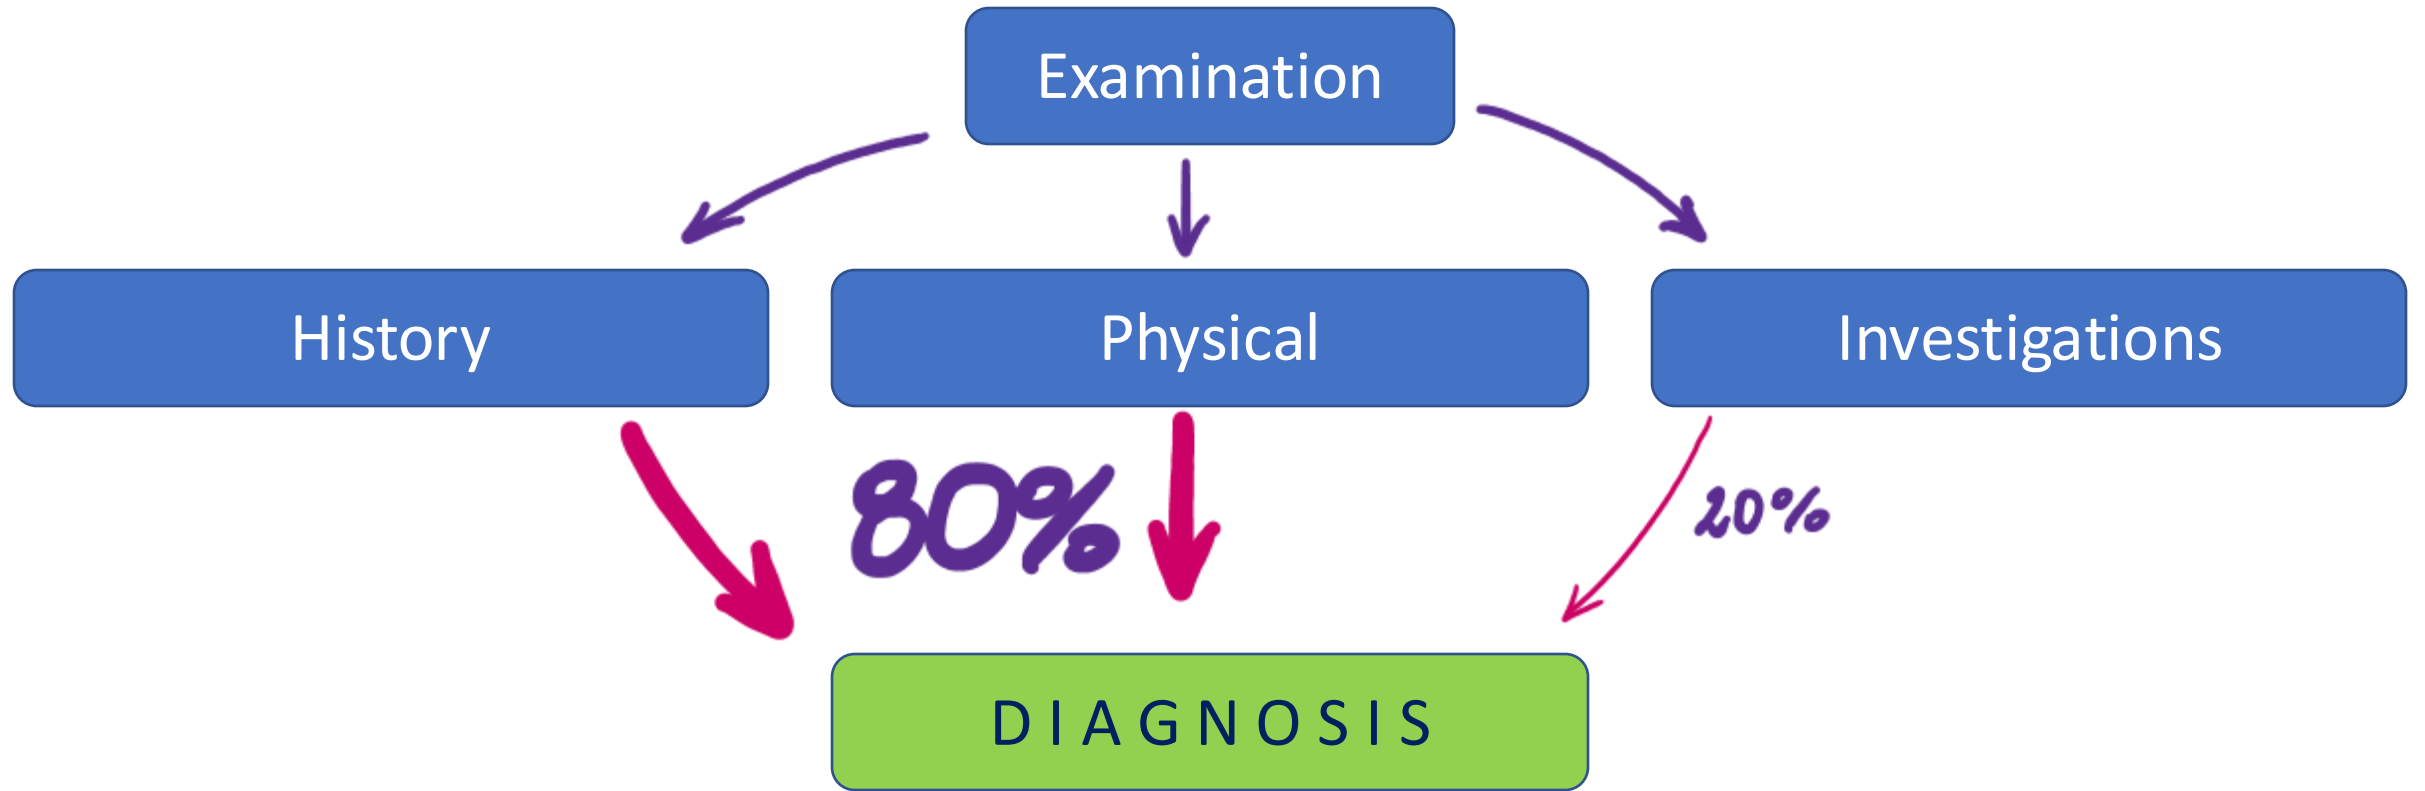 Examination
History
Physical
Investigations
80%
20%
DIAGNOSIS